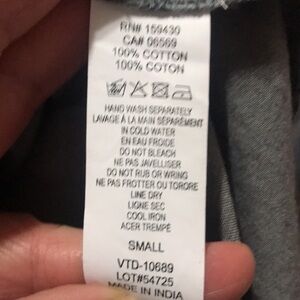 RN# 159430
CA# 06569
100% COTTON
100% COTON
HAND WASH SEPARATELY
LAVAGE À LA MAIN SÉPARÉMENT
IN COLD WATER
EN EAU FROIDE
DO NOT BLEACH
NE PAS JAVELLISER
DO NOT RUB OR WRING
NE PAS FROTTER OU TORDRE
LINE DRY
LIGNE SEC
COOL IRON
ACER TREMPÉ
SMALL
VTD-10689
LOT#54725
MADE IN INDIA